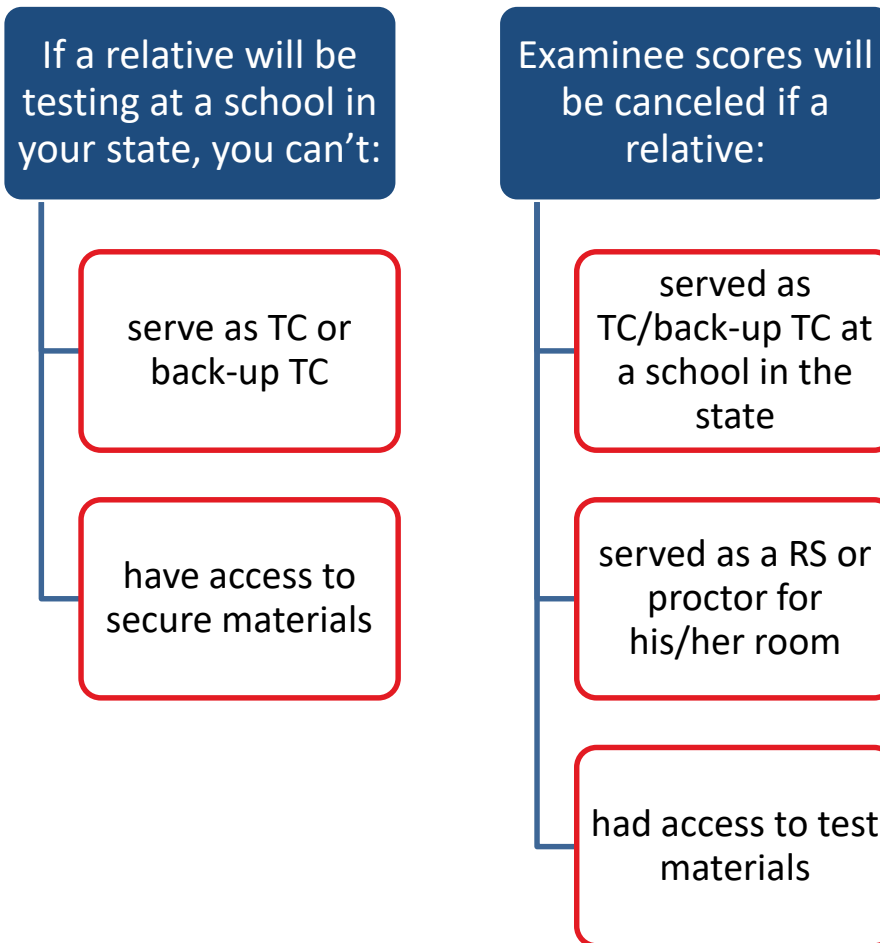 If a relative will be
testing at a school in
your state, you can’t:
serve as TC or
back-up TC
have access to
secure materials
Examinee scores will
be canceled if a
relative:
served as
TC/back-up TC at
a school in the
state
served as a RS or
proctor for
his/her room
had access to test
materials